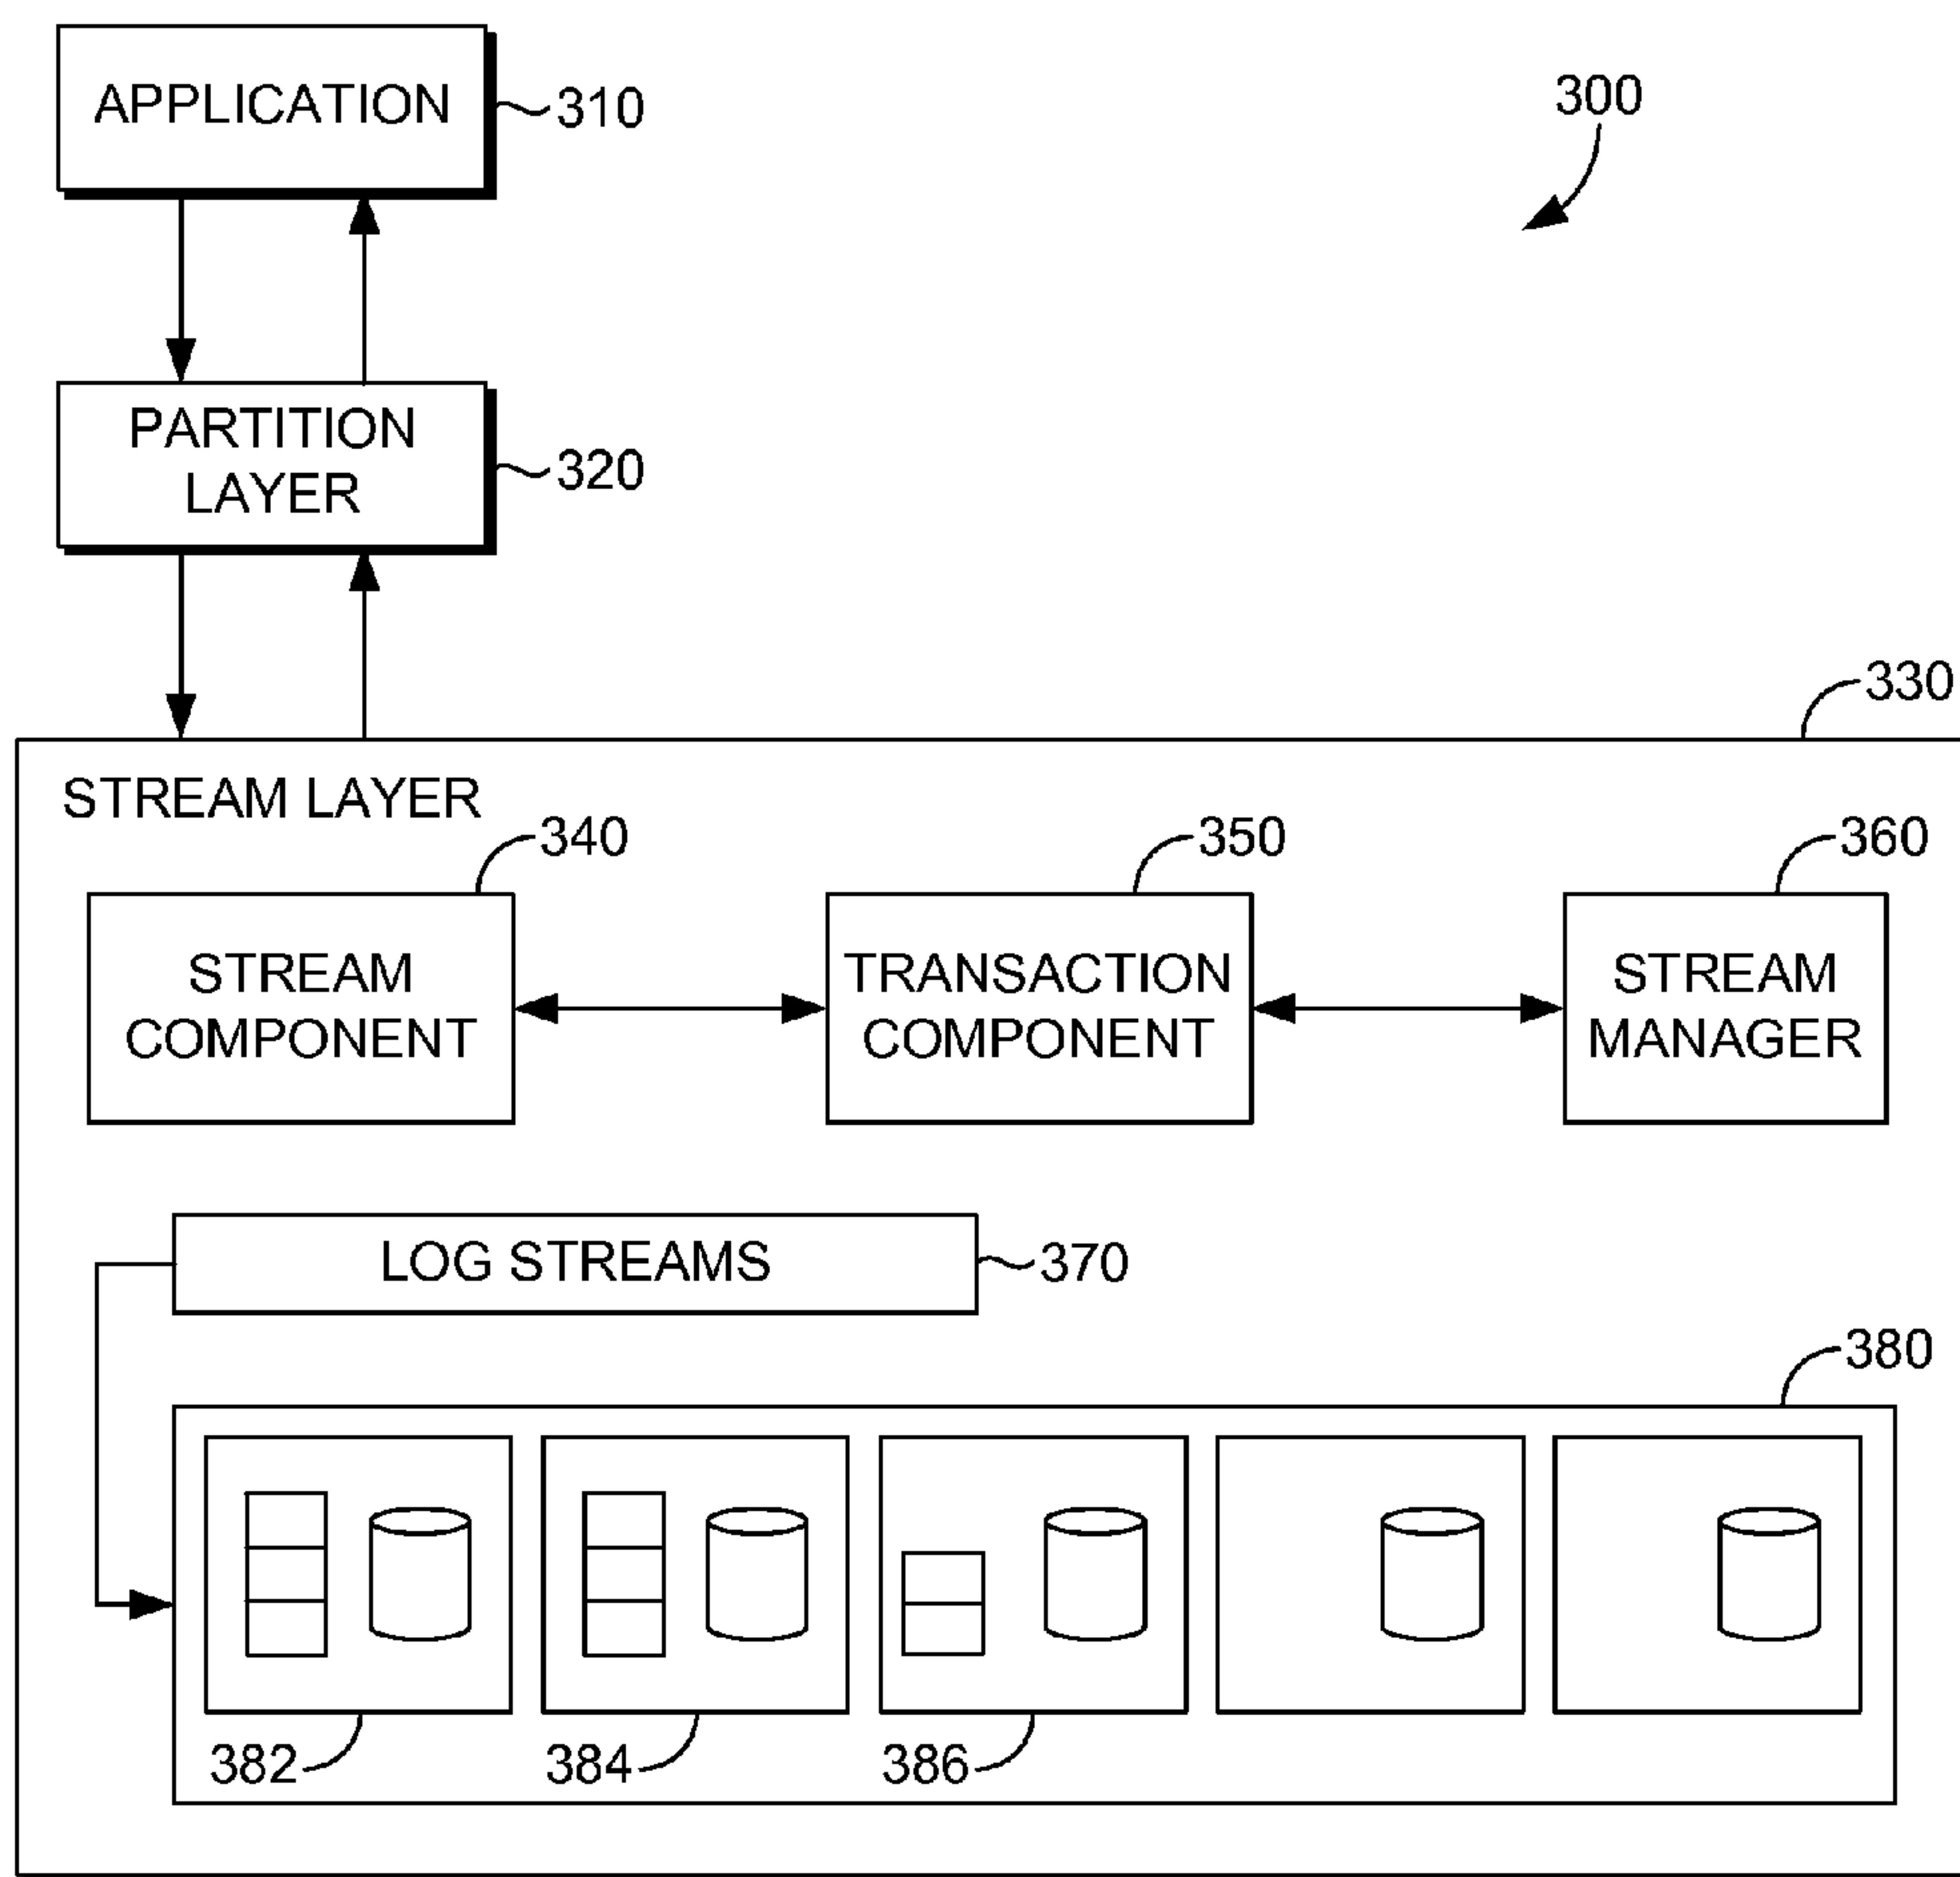 APPLICATION
310
300
PARTITION
LAYER
320
330
STREAM LAYER
340
350
360
STREAM
COMPONENT
TRANSACTION
COMPONENT
STREAM
MANAGER
LOG STREAMS
370
380
382
384
386